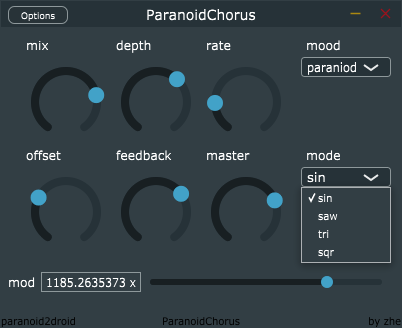 Options
ParanoidChorus
mix
depth
rate
mood
paraniod
offset
feedback
master
mode
sin
✓ sin
saw
tri
sqr
mod
1185.2635373 x
paranoid2droid
ParanoidChorus
by zhe